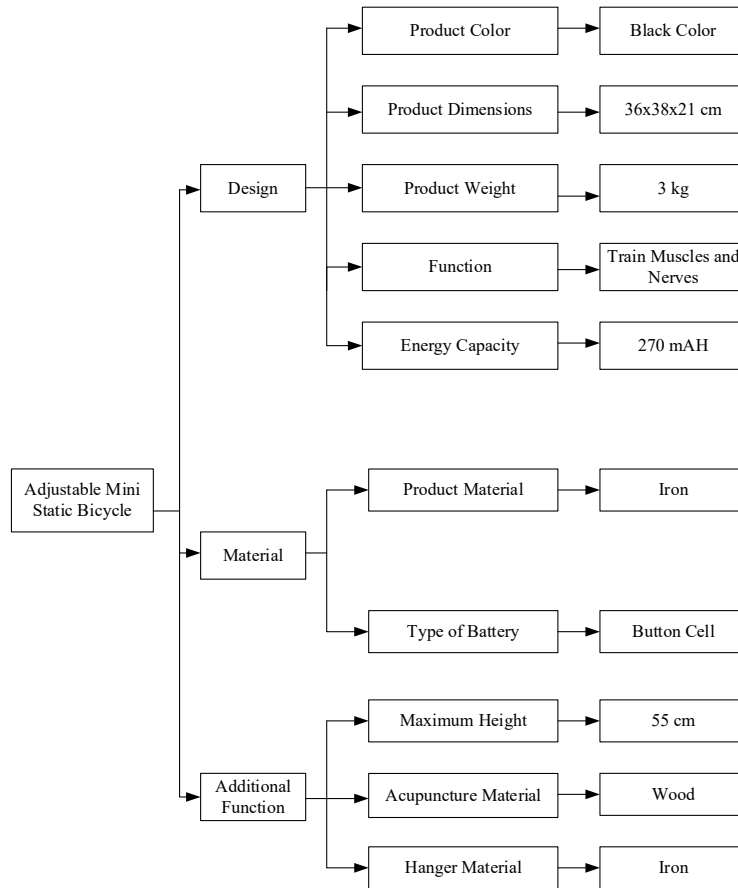 Product Color
Black Color
Product Dimensions
36x38x21 cm
Design
Product Weight
3 kg
Function
Train Muscles and
Nerves
Energy Capacity
270 mAH
Adjustable Mini
Static Bicycle
Product Material
Iron
Material
Type of Battery
Button Cell
Maximum Height
55 cm
Additional
Function
Acupuncture Material
Wood
Hanger Material
Iron